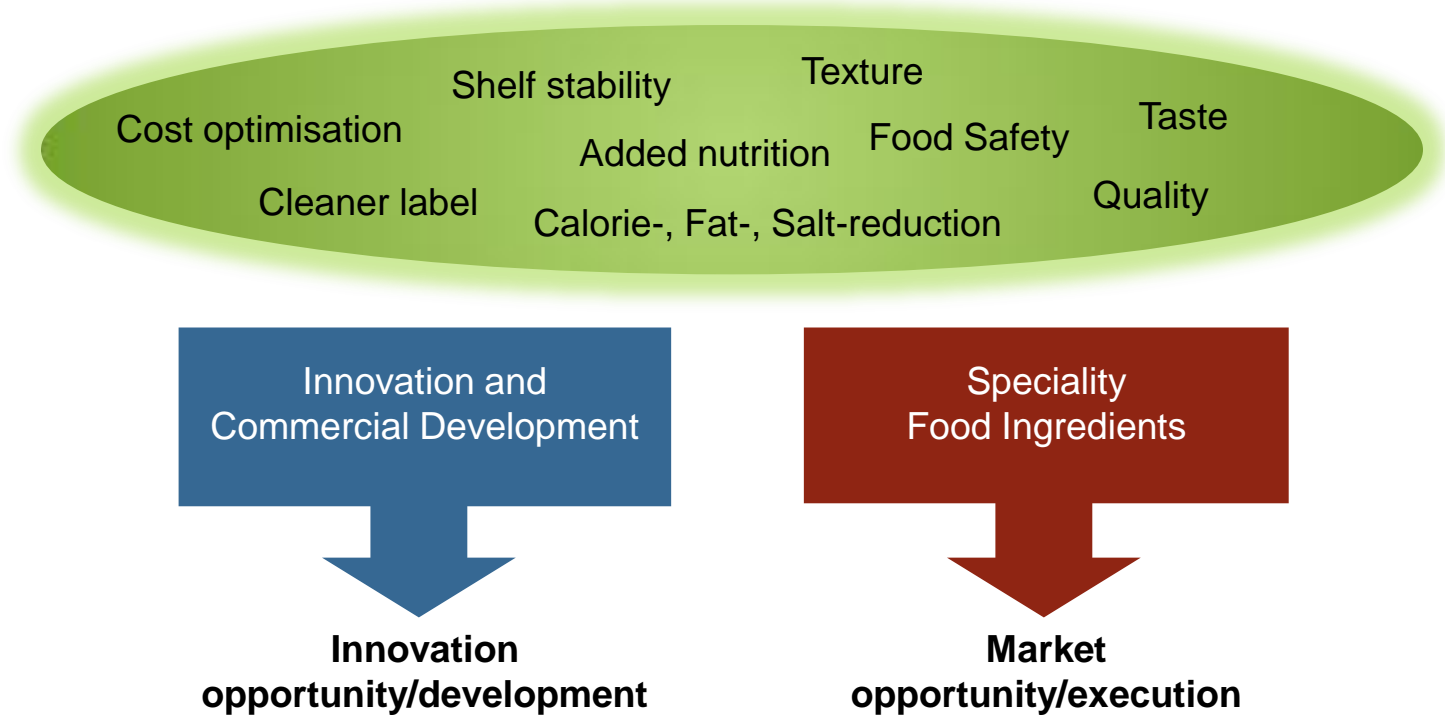 Shelf stability
Texture
Cost optimisation
Taste
Added nutrition
Food Safety
Cleaner label
Quality
Calorie-, Fat-, Salt-reduction
Innovation and
Commercial Development
Speciality
Food Ingredients
Innovation
opportunity/development
Market
opportunity/execution